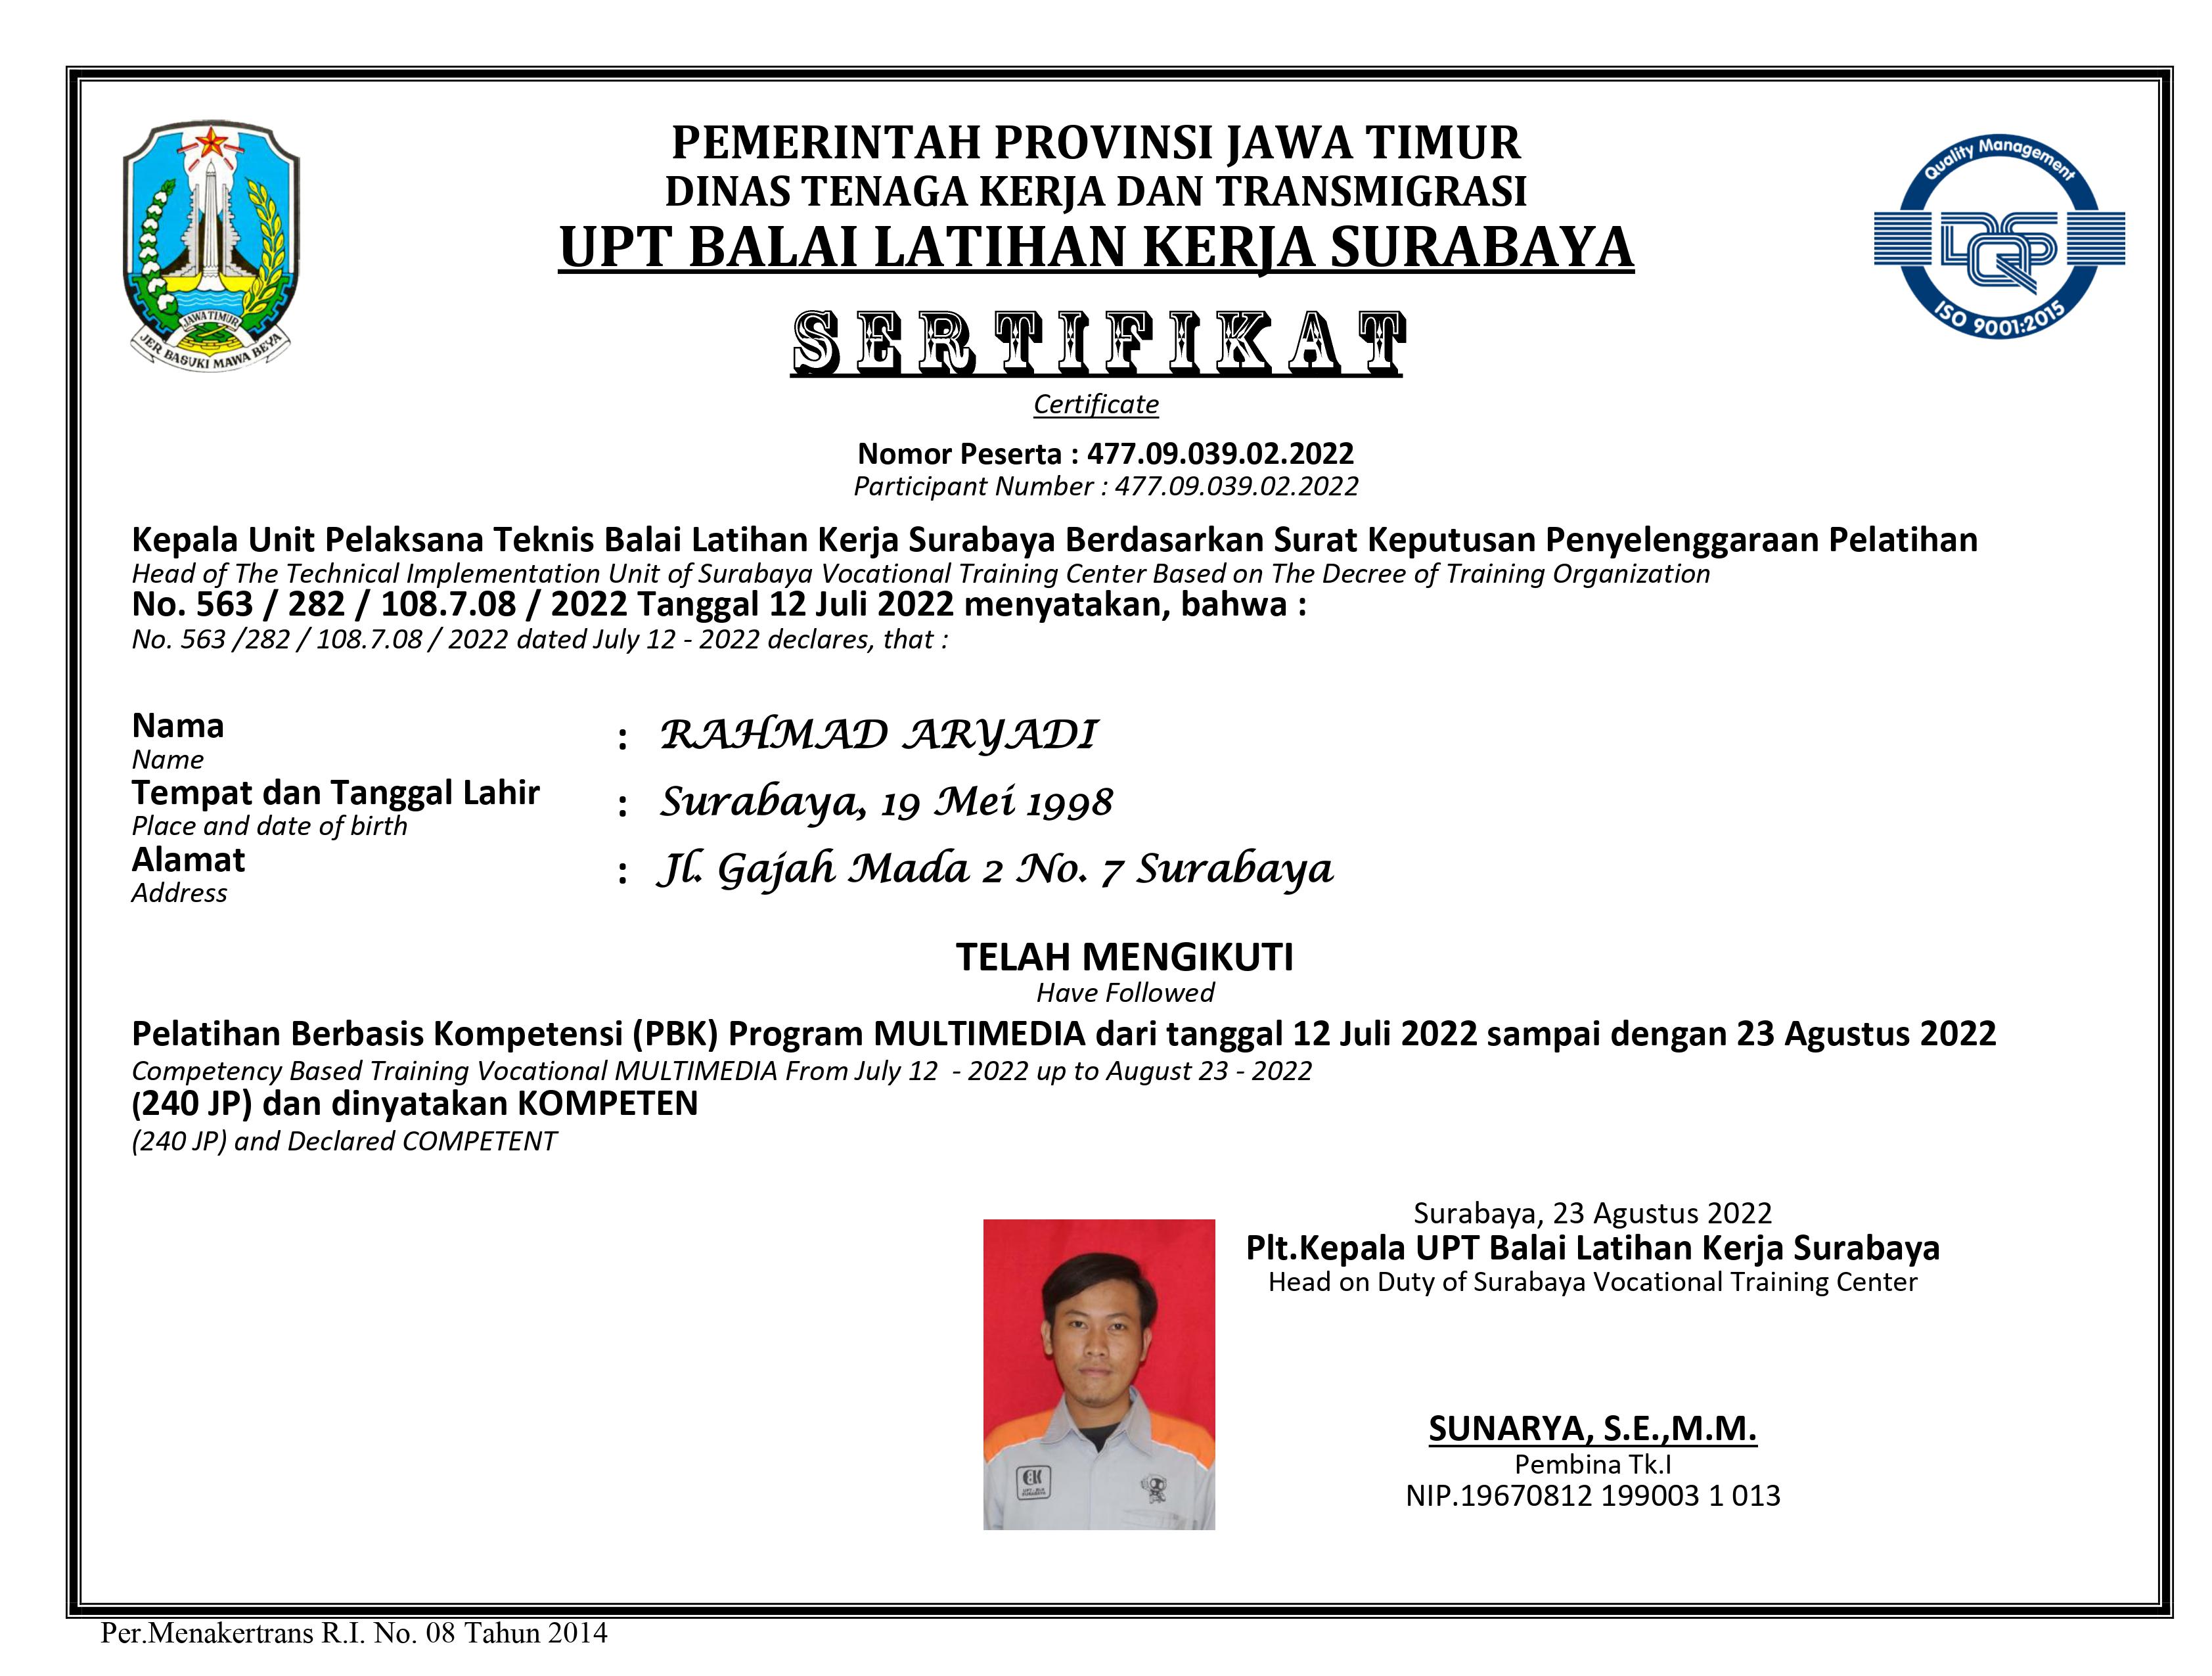 PEMERINTAH PROVINSI JAWA TIMUR
DINAS TENAGA KERJA DAN TRANSMIGRASI
UPT BALAI LATIHAN KERJA SURABAYA
JAWA TIMUR
JER BASUKI MAWA BEYA
Quality Management
DQS
ISO 9001:2015
SERTIFIKAT
Certificate
Nomor Peserta : 477.09.039.02.2022
Participant Number : 477.09.039.02.2022
Kepala Unit Pelaksana Teknis Balai Latihan Kerja Surabaya Berdasarkan Surat Keputusan Penyelenggaraan Pelatihan
Head of The Technical Implementation Unit of Surabaya Vocational Training Center Based on The Decree of Training Organization
No. 563 / 282 / 108.7.08 / 2022 Tanggal 12 Juli 2022 menyatakan, bahwa :
No. 563 /282 / 108.7.08 / 2022 dated July 12 - 2022 declares, that :
Nama : RAHMAD ARYADI
Name
Tempat dan Tanggal Lahir : Surabaya, 19 Mei 1998
Place and date of birth
Alamat : Jl. Gajah Mada 2 No. 7 Surabaya
Address
TELAH MENGIKUTI
Have Followed
Pelatihan Berbasis Kompetensi (PBK) Program MULTIMEDIA dari tanggal 12 Juli 2022 sampai dengan 23 Agustus 2022
Competency Based Training Vocational MULTIMEDIA From July 12 - 2022 up to August 23 - 2022
(240 JP) dan dinyatakan KOMPETEN
(240 JP) and Declared COMPETENT
Surabaya, 23 Agustus 2022
Plt.Kepala UPT Balai Latihan Kerja Surabaya
Head on Duty of Surabaya Vocational Training Center
SUNARYA, S.E.,M.M.
Pembina Tk.I
NIP.19670812 199003 1 013
Per.Menakertrans R.I. No. 08 Tahun 2014